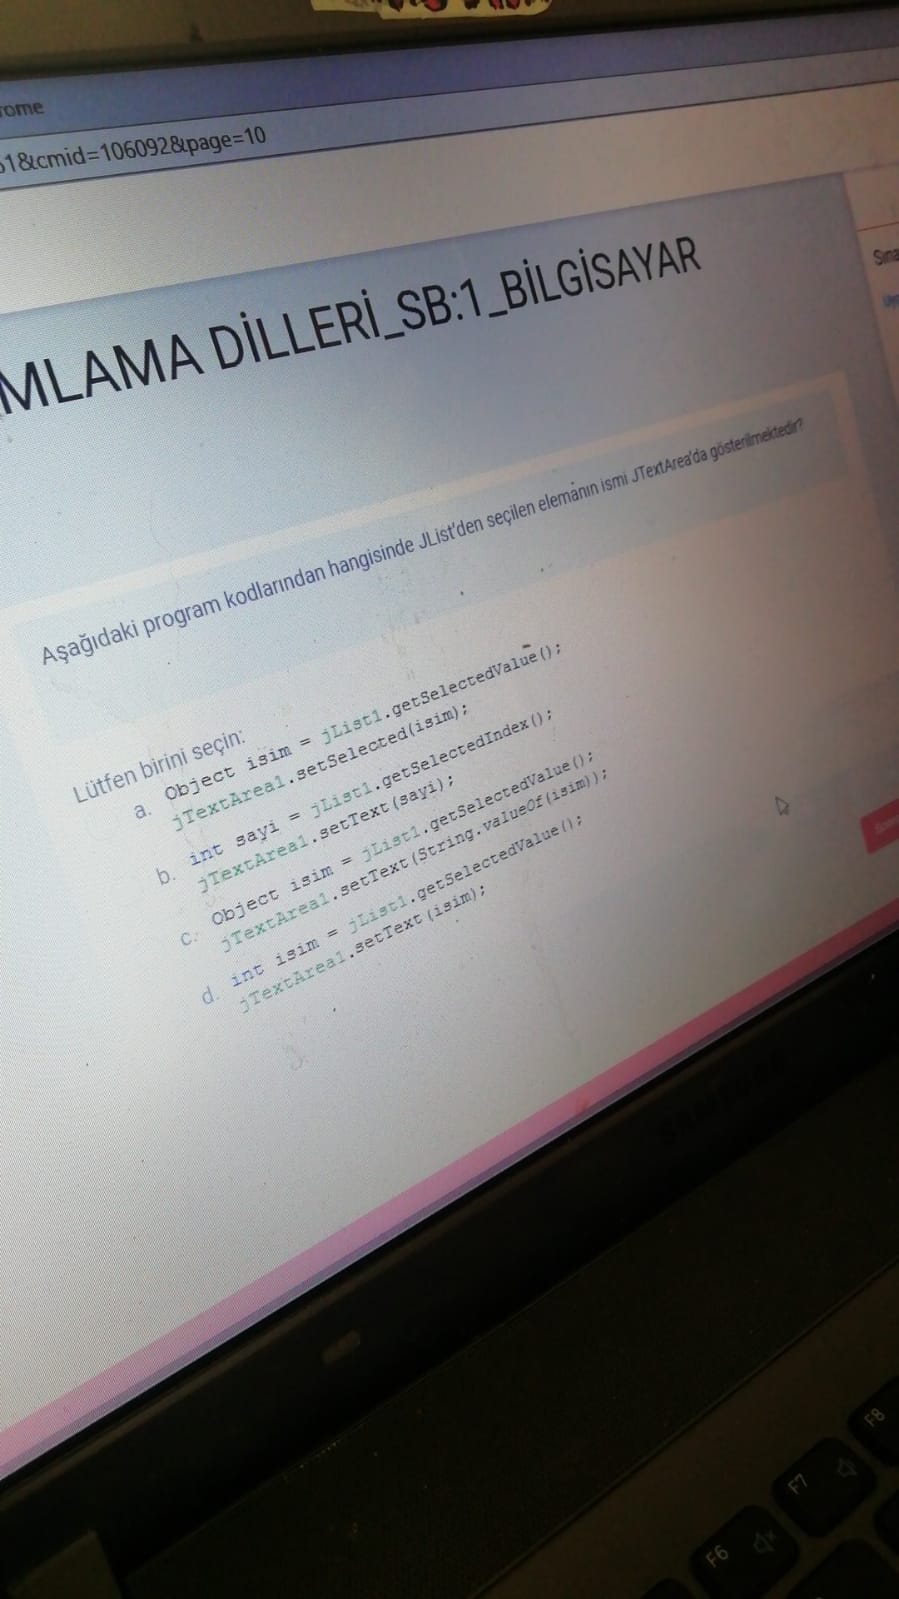 rome
51&cmid=106092&page=10
MLAMA DİLLERİ_SB:1_BİLGİSAYAR
Sına
Aşağıdaki program kodlarından hangisinde JList'den seçilen elemanın ismi JTextArea'da gösterilmektedir?
Lütfen birini seçin:
a. Object isim = jList1.getSelectedValue();
jTextArea1.setSelected(isim);
b. int sayi = jList1.getSelectedIndex();
jTextArea1.setText(sayi);
c. Object isim = jList1.getSelectedValue();
jTextArea1.setText(String.valueOf(isim));
d. int isim = jList1.getSelectedValue();
jTextArea1.setText(isim);
SAMSUNG
F6
F7
F8